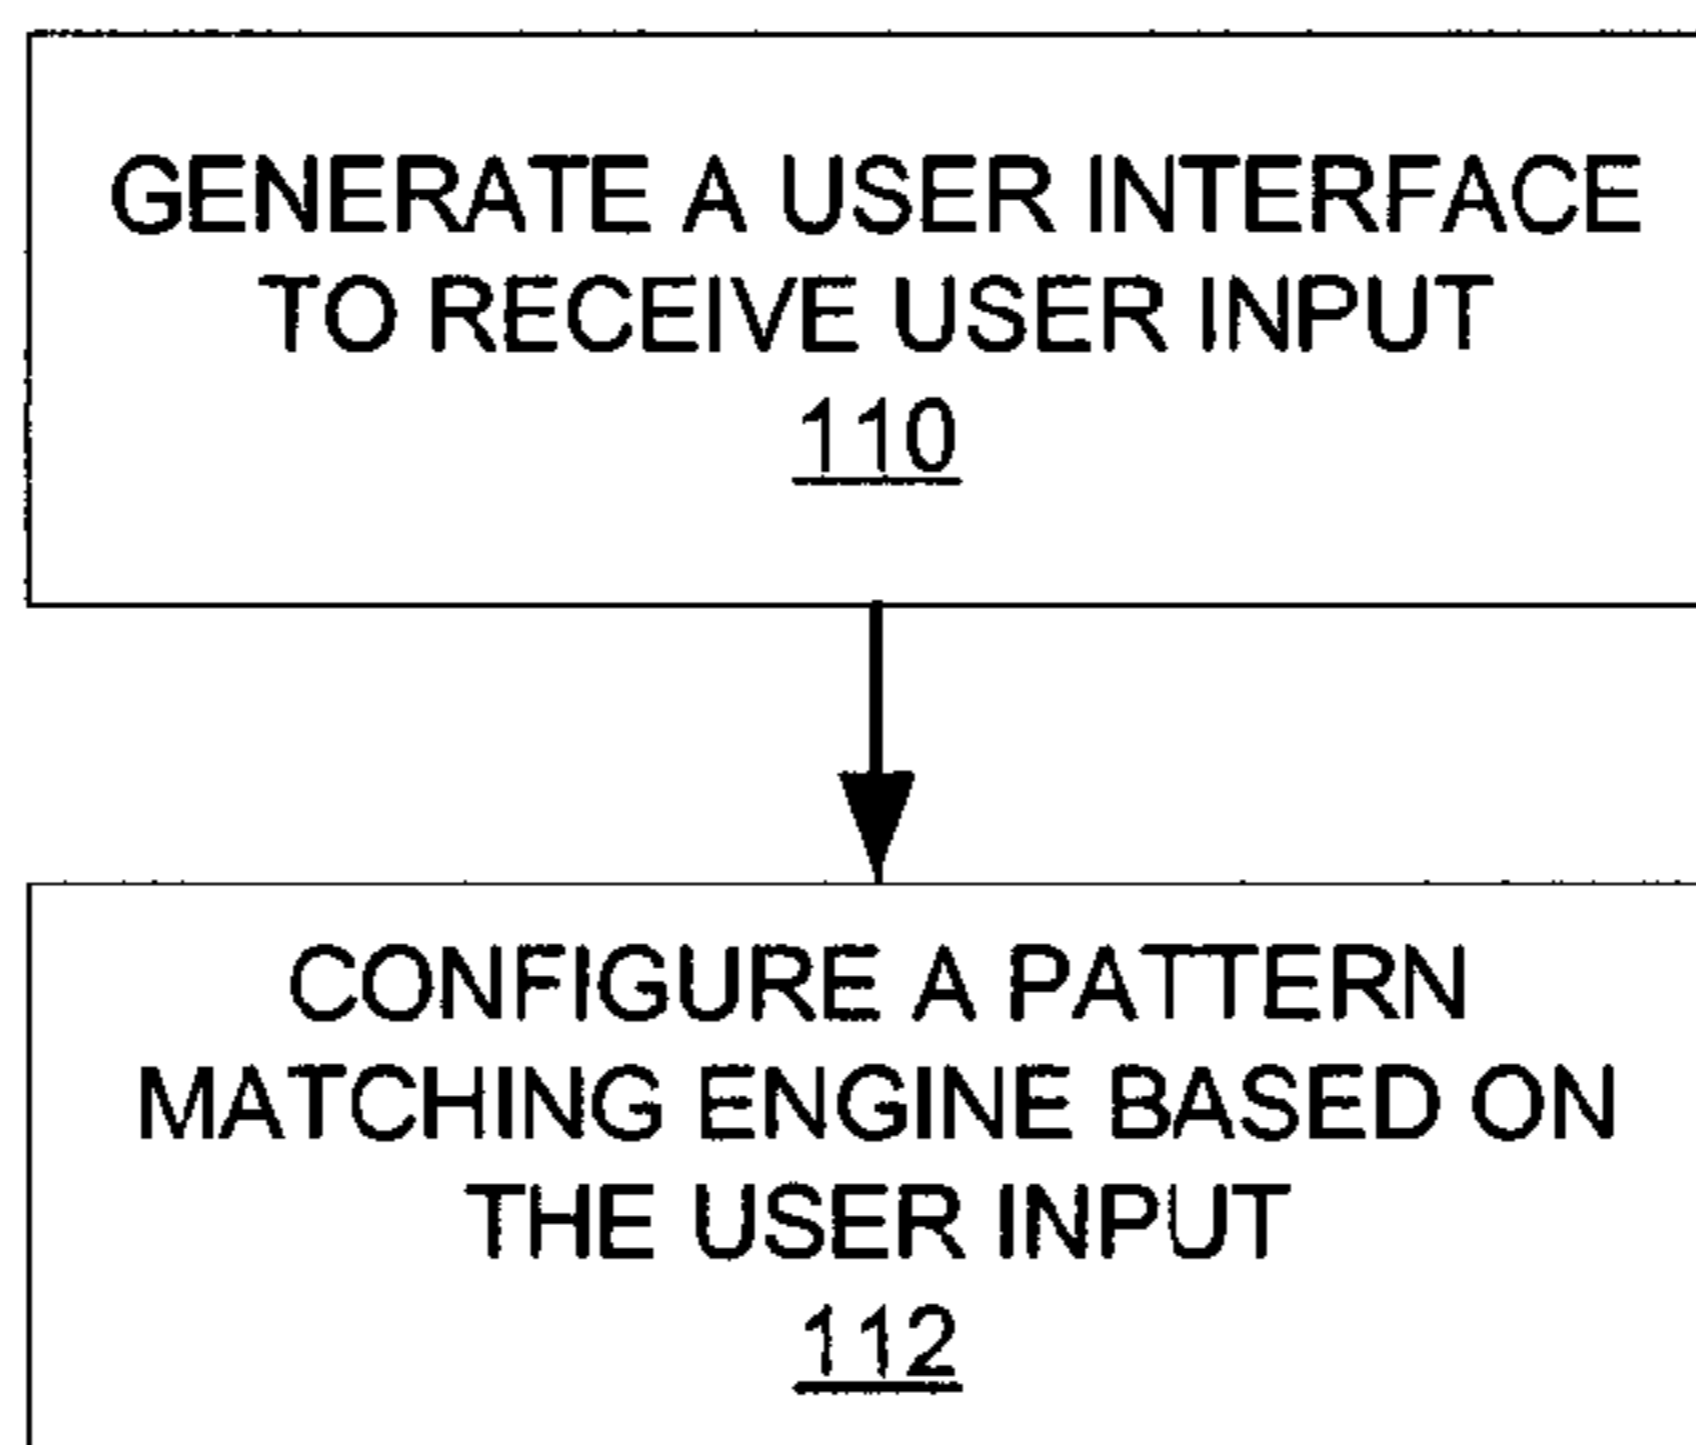 GENERATE A USER INTERFACE
TO RECEIVE USER INPUT
110
CONFIGURE A PATTERN
MATCHING ENGINE BASED ON
THE USER INPUT
112